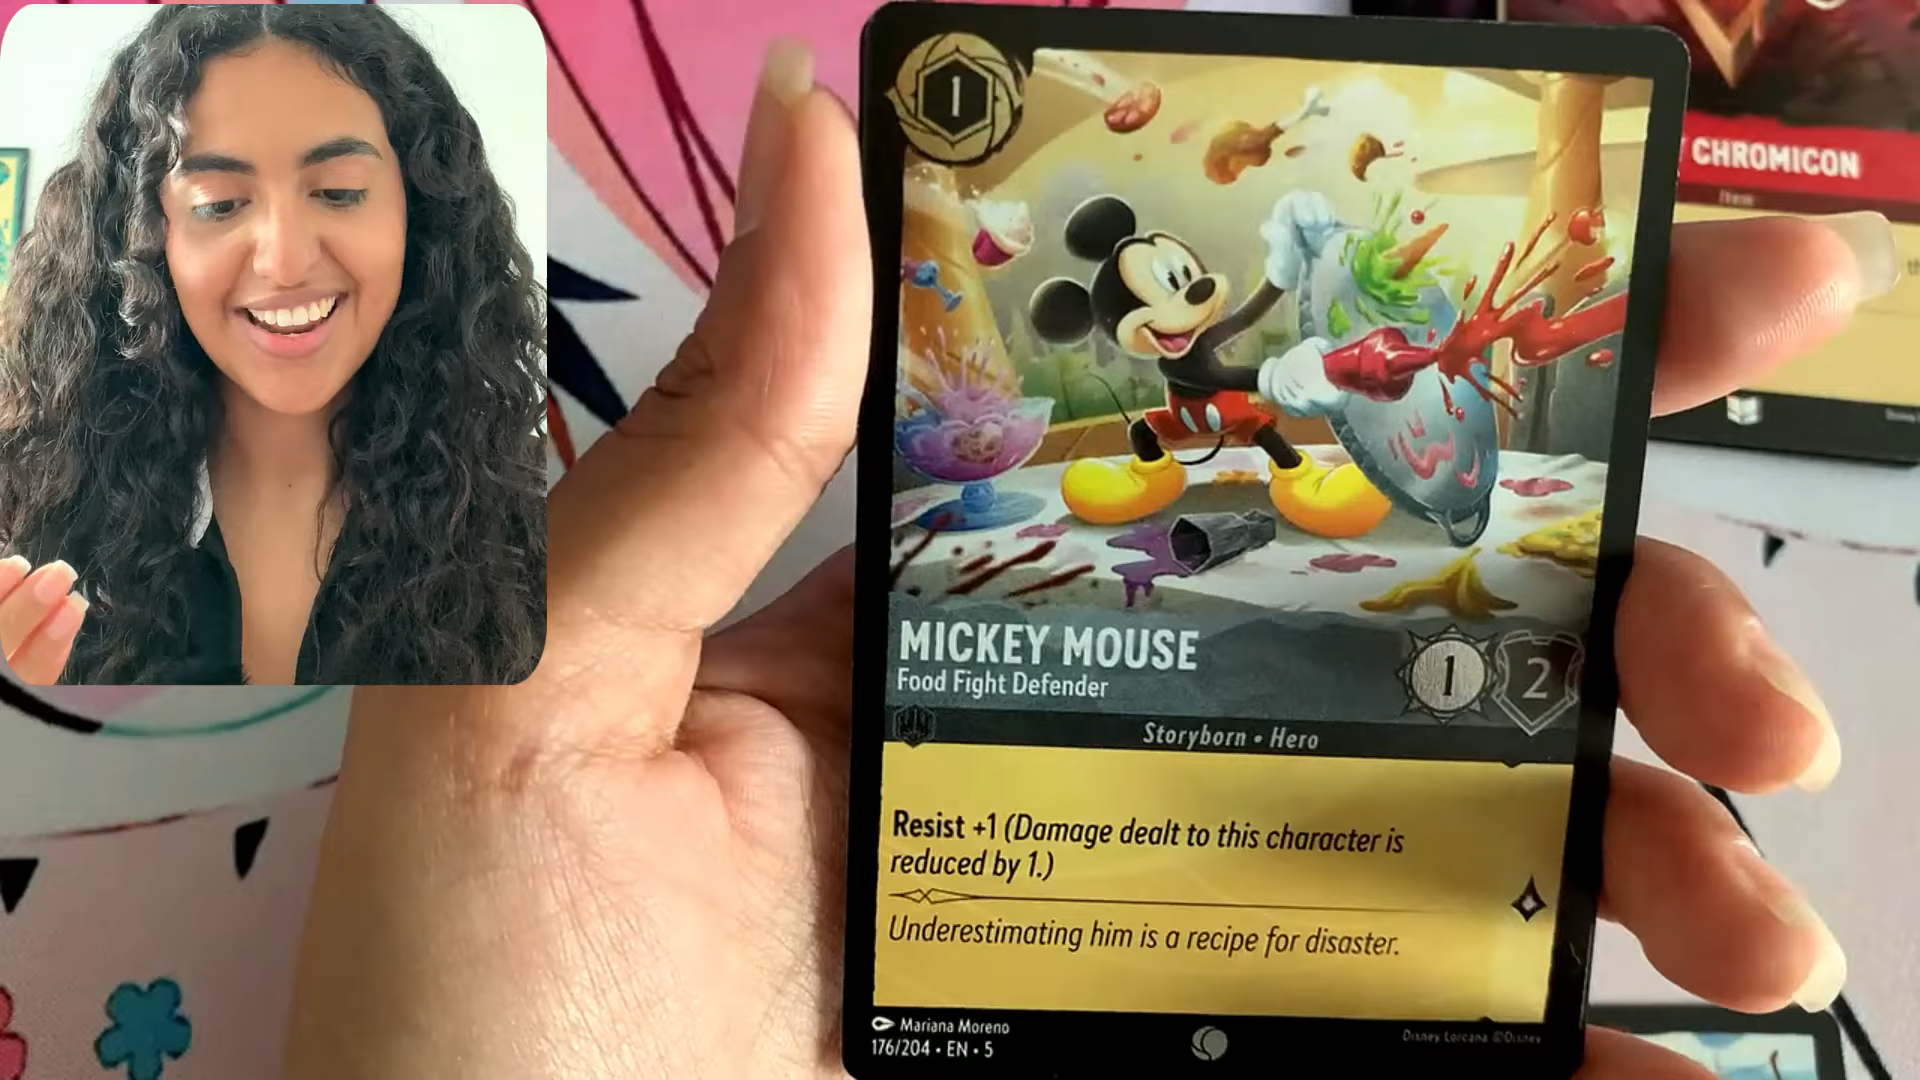 1
CHROMICON
Item
MICKEY MOUSE
Food Fight Defender
1
2
Storyborn • Hero
Resist +1 (Damage dealt to this character is
reduced by 1.)
Underestimating him is a recipe for disaster.
Mariana Moreno
176/204 • EN • 5
Disney Lorcana ©Disney